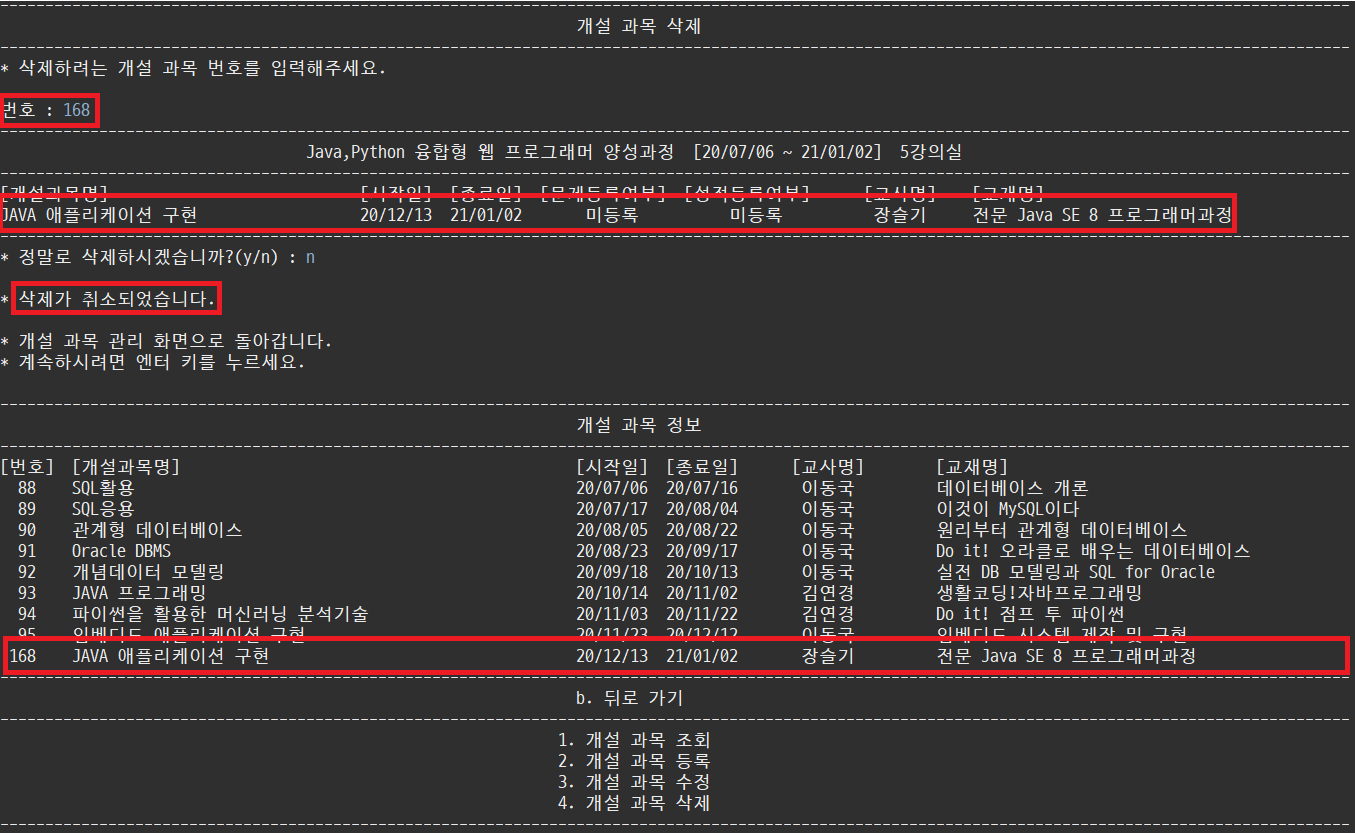 개설 과목 삭제
* 삭제하려는 개설 과목 번호를 입력해주세요.
번호 : 168
Java,Python 융합형 웹 프로그래머 양성과정 [20/07/06 ~ 21/01/02] 5강의실
[개설과목명] [시작일] [종료일] [문제등록여부] [성적등록여부] [교사명] [교재명]
JAVA 애플리케이션 구현 20/12/13 21/01/02 미등록 미등록 장슬기 전문 Java SE 8 프로그래머과정
* 정말로 삭제하시겠습니까?(y/n) : n
* 삭제가 취소되었습니다.
* 개설 과목 관리 화면으로 돌아갑니다.
* 계속하시려면 엔터 키를 누르세요.
개설 과목 정보
[번호] [개설과목명] [시작일] [종료일] [교사명] [교재명]
88 SQL활용 20/07/06 20/07/16 이동국 데이터베이스 개론
89 SQL응용 20/07/17 20/08/04 이동국 이것이 MySQL이다
90 관계형 데이터베이스 20/08/05 20/08/22 이동국 원리부터 관계형 데이터베이스
91 Oracle DBMS 20/08/23 20/09/17 이동국 Do it! 오라클로 배우는 데이터베이스
92 개념데이터 모델링 20/09/18 20/10/13 이동국 실전 DB 모델링과 SQL for Oracle
93 JAVA 프로그래밍 20/10/14 20/11/02 김연경 생활코딩!자바프로그래밍
94 파이썬을 활용한 머신러닝 분석기술 20/11/03 20/11/22 김연경 Do it! 점프 투 파이썬
95 임베디드 애플리케이션 구현 20/11/23 20/12/12 이동국 임베디드 시스템 제작 및 구현
168 JAVA 애플리케이션 구현 20/12/13 21/01/02 장슬기 전문 Java SE 8 프로그래머과정
b. 뒤로 가기
1. 개설 과목 조회
2. 개설 과목 등록
3. 개설 과목 수정
4. 개설 과목 삭제